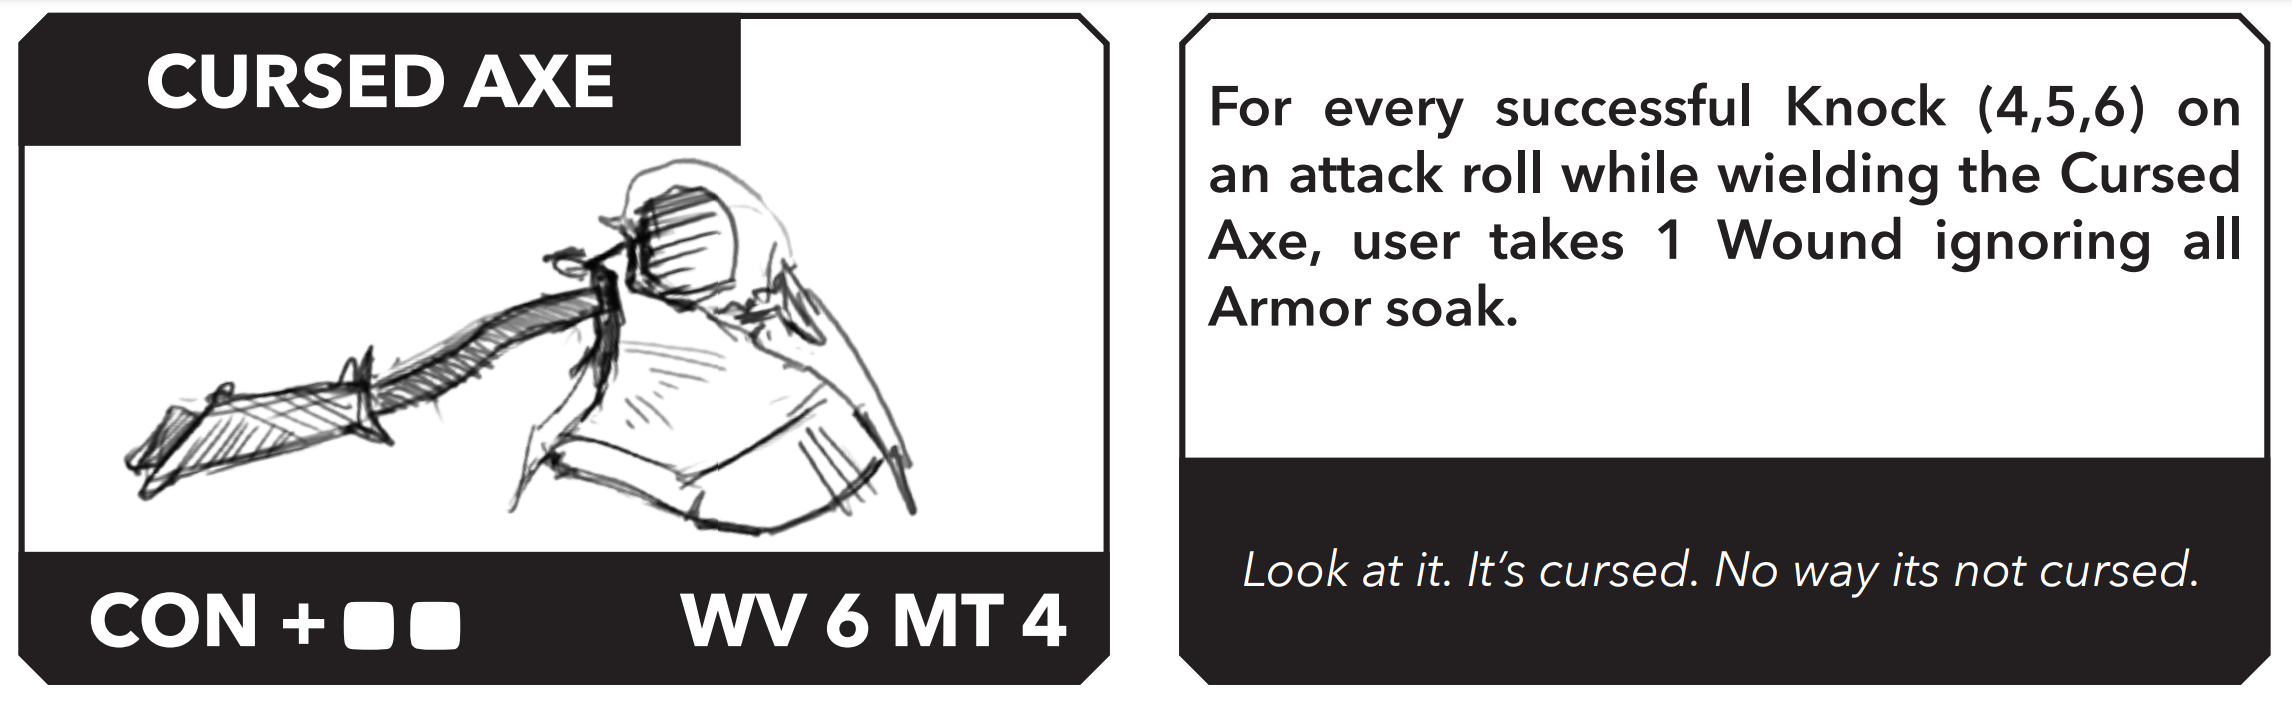 CURSED AXE
CON +
WV 6 MT 4
For every successful Knock (4,5,6) on
an attack roll while wielding the Cursed
Axe, user takes 1 Wound ignoring all
Armor soak.
Look at it. It’s cursed. No way its not cursed.